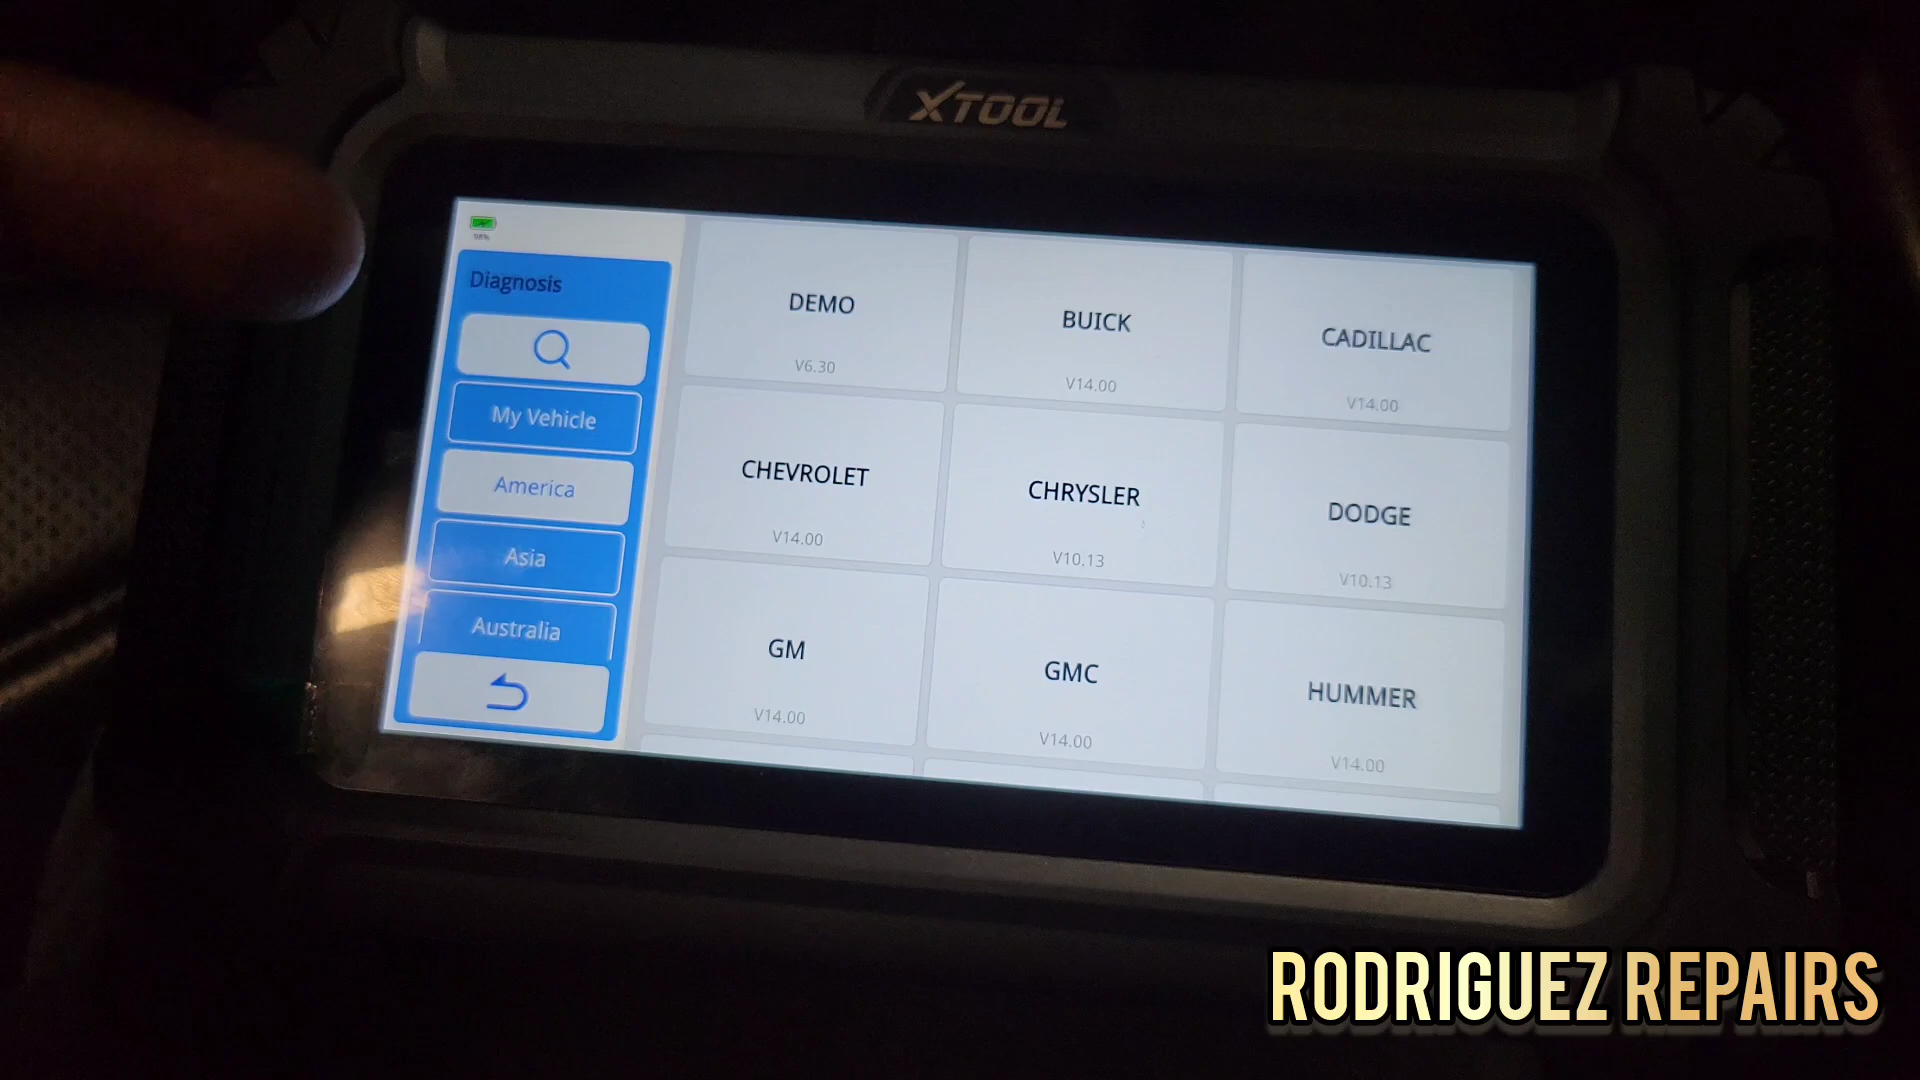 XTOOL
98%
Diagnosis
My Vehicle
America
Asia
Australia
DEMO
V6.30
BUICK
V14.00
CADILLAC
V14.00
CHEVROLET
V14.00
CHRYSLER
V10.13
DODGE
V10.13
GM
V14.00
GMC
V14.00
HUMMER
V14.00
RODRIGUEZ REPAIRS